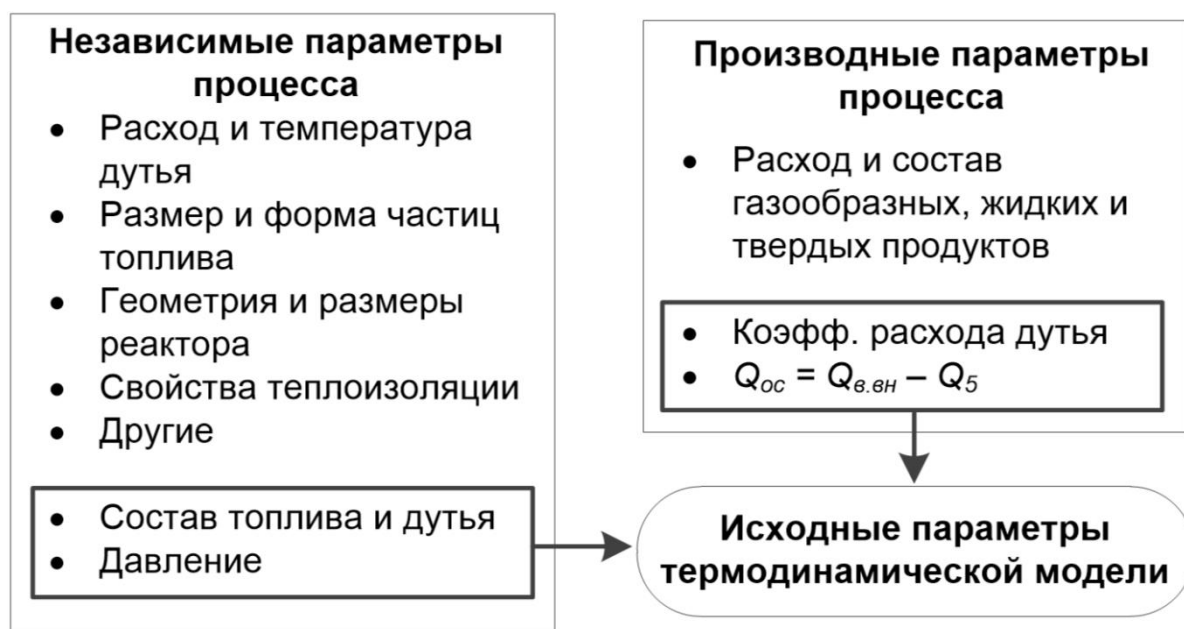 Независимые параметры
процесса
• Расход и температура
дутья
• Размер и форма частиц
топлива
• Геометрия и размеры
реактора
• Свойства теплоизоляции
• Другие
• Состав топлива и дутья
• Давление
Производные параметры
процесса
• Расход и состав
газообразных, жидких и
твердых продуктов
• Коэфф. расхода дутья
• Qос = Qв.вн – Q5
Исходные параметры
термодинамической модели